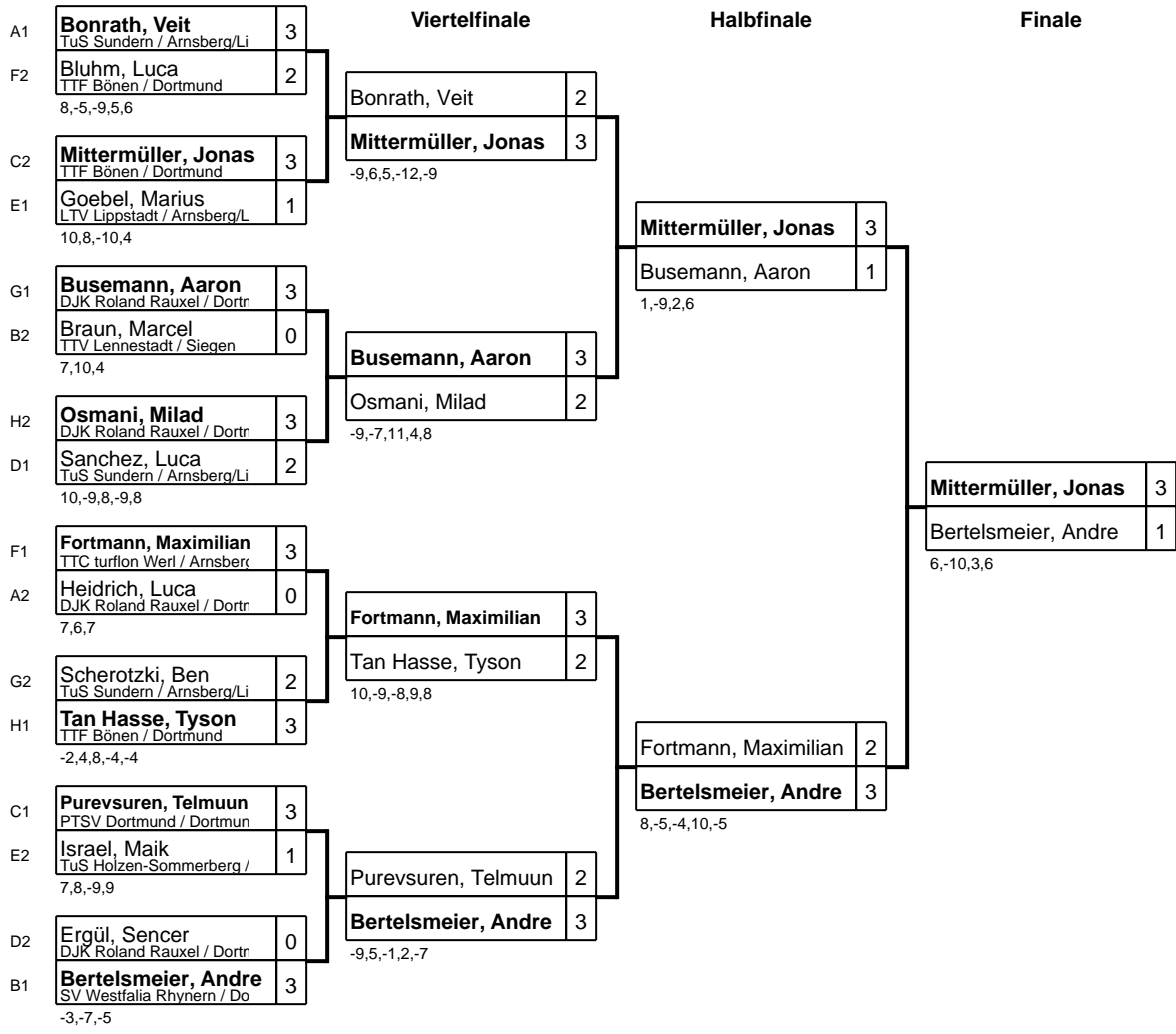 Viertelfinale
Halbfinale
Finale
A1 Bonrath, Veit 3
TuS Sundern / Arnsberg/Li
F2 Bluhm, Luca 2
TTF Bönen / Dortmund
8,-5,-9,5,6
C2 Mittermüller, Jonas 3
TTF Bönen / Dortmund
E1 Goebel, Marius 1
LTV Lippstadt / Arnsberg/L
10,8,-10,4
G1 Busemann, Aaron 3
DJK Roland Rauxel / Dortm
B2 Braun, Marcel 0
TTV Lennestadt / Siegen
7,10,4
H2 Osmani, Milad 3
DJK Roland Rauxel / Dortm
D1 Sanchez, Luca 2
TuS Sundern / Arnsberg/Li
10,-9,8,-9,8
F1 Fortmann, Maximilian 3
TTC turflon Werl / Arnsberg
A2 Heidrich, Luca 0
DJK Roland Rauxel / Dortm
7,6,7
G2 Scherotzki, Ben 2
TuS Sundern / Arnsberg/Li
H1 Tan Hasse, Tyson 3
TTF Bönen / Dortmund
-2,4,8,-4,-4
C1 Purevsuren, Telmuun 3
PTSV Dortmund / Dortmun
E2 Israel, Maik 1
TuS Holzen-Sommerberg /
7,8,-9,9
D2 Ergül, Sencer 0
DJK Roland Rauxel / Dortm
B1 Bertelsmeier, Andre 3
SV Westfalia Rhynern / Do
-3,-7,-5
Bonrath, Veit 2
Mittermüller, Jonas 3
-9,6,5,-12,-9
Busemann, Aaron 3
Osmani, Milad 2
-9,-7,11,4,8
Fortmann, Maximilian 3
Tan Hasse, Tyson 2
10,-9,-8,9,8
Purevsuren, Telmuun 2
Bertelsmeier, Andre 3
-9,5,-1,2,-7
Mittermüller, Jonas 3
Busemann, Aaron 1
1,-9,2,6
Fortmann, Maximilian 2
Bertelsmeier, Andre 3
8,-5,-4,10,-5
Mittermüller, Jonas 3
Bertelsmeier, Andre 1
6,-10,3,6